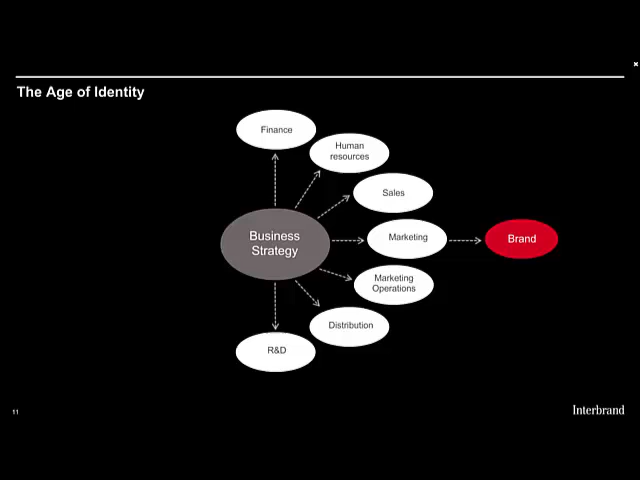 The Age of Identity
Finance
Human
resources
Sales
Business
Strategy
Marketing
Brand
Marketing
Operations
Distribution
R&D
11
Interbrand